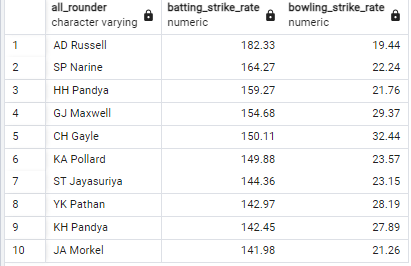 all_rounder batting_strike_rate bowling_strike_rate
character varying numeric numeric
1 AD Russell 182.33 19.44
2 SP Narine 164.27 22.24
3 HH Pandya 159.27 21.76
4 GJ Maxwell 154.68 29.37
5 CH Gayle 150.11 32.44
6 KA Pollard 149.88 23.57
7 ST Jayasuriya 144.36 23.15
8 YK Pathan 142.97 28.19
9 KH Pandya 142.45 27.89
10 JA Morkel 141.98 21.26